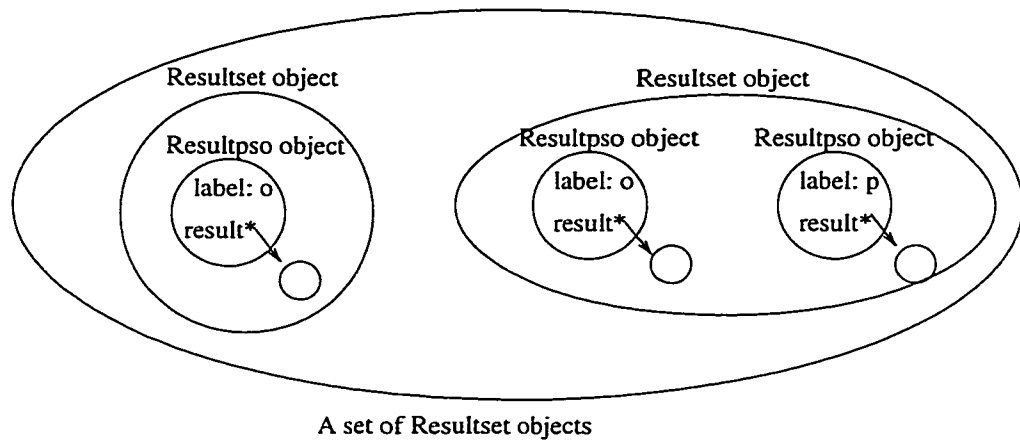 Resultset object
Resultset object
Resultpso object
Resultpso object
Resultpso object
label: o
label: o
label: p
result*
result*
result*
A set of Resultset objects